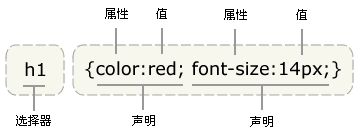 属性 值 属性 值
h1 {color:red; font-size:14px;}
选择器 声明 声明